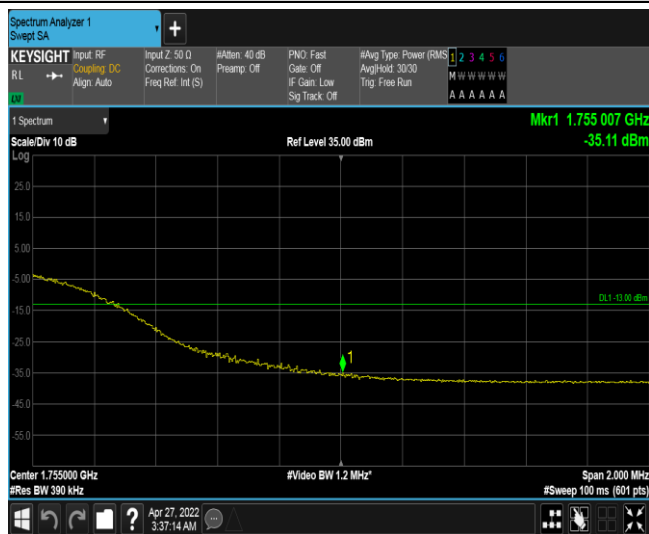 Spectrum Analyzer 1
Swept SA
+
KEYSIGHT
RL
Input: RF
Coupling: DC
Align: Auto
Input Z: 50 Ω
Corrections: On
Freq Ref: Int (S)
#Atten: 40 dB
Preamp: Off
PNO: Fast
Gate: Off
IF Gain: Low
Sig Track: Off
#Avg Type: Power (RMS
Avg|Hold: 30/30
Trig: Free Run
1 2 3 4 5 6
M W W W W W
A A A A A A
1 Spectrum
Scale/Div 10 dB
Ref Level 35.00 dBm
Mkr1 1.755 007 GHz
-35.11 dBm
Log
25.0
15.0
5.00
-5.00
-15.0
-25.0
-35.0
-45.0
-55.0
DL1 -13.00 dBm
1
Center 1.755000 GHz
#Video BW 1.2 MHz*
Span 2.000 MHz
#Res BW 390 kHz
#Sweep 100 ms (601 pts)
?
Apr 27, 2022
3:37:14 AM